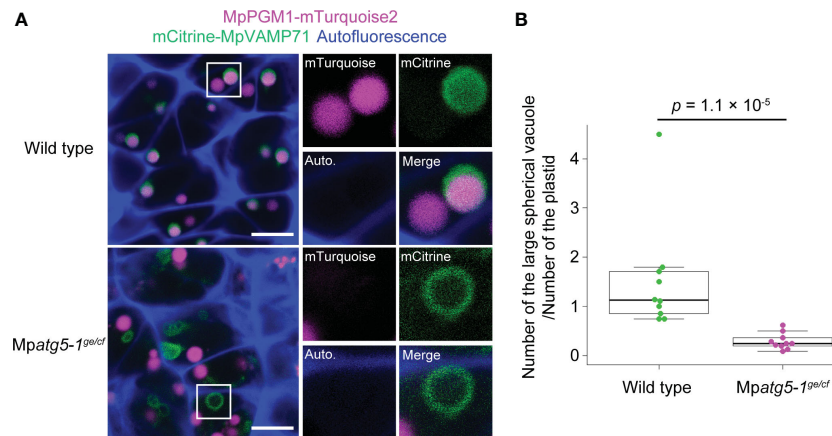 A
MpPGM1-mTurquoise2
mCitrine-MpVAMP71 Autofluorescence
Wild type
mTurquoise
mCitrine
Auto.
Merge
Mpatg5-1ge/cf
mTurquoise
mCitrine
Auto.
Merge
B
p = 1.1 × 10-5
Number of the large spherical vacuole
/Number of the plastid
4
3
2
1
0
Wild type
Mpatg5-1ge/cf